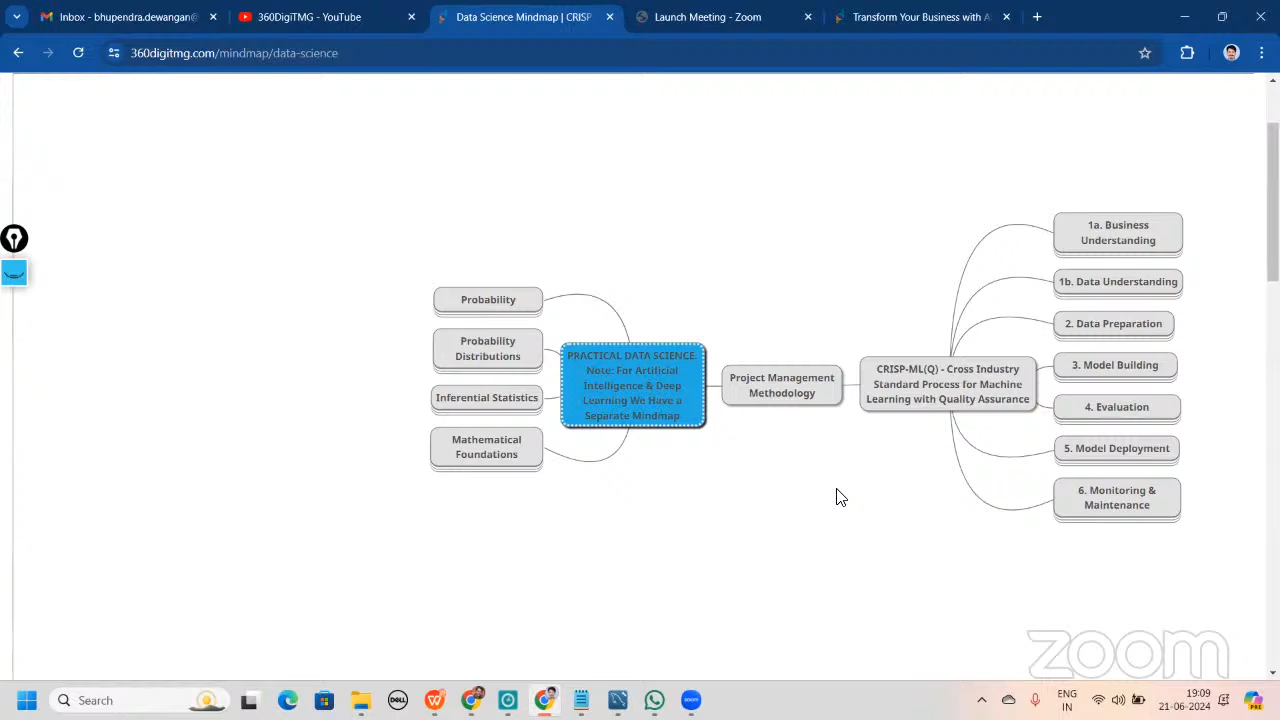 Inbox - bhupendra.dewangan@
360DigiTMG - YouTube
Data Science Mindmap | CRISP
Launch Meeting - Zoom
Transform Your Business with A
360digitmg.com/mindmap/data-science
Probability
Probability
Distributions
Inferential Statistics
Mathematical
Foundations
PRACTICAL DATA SCIENCE.
Note: For Artificial
Intelligence & Deep
Learning We Have a
Separate Mindmap
Project Management
Methodology
CRISP-ML(Q) - Cross Industry
Standard Process for Machine
Learning with Quality Assurance
1a. Business
Understanding
1b. Data Understanding
2. Data Preparation
3. Model Building
4. Evaluation
5. Model Deployment
6. Monitoring &
Maintenance
zoom
Search
DELL
zoom
ENG
IN
19:09
21-06-2024
PRE